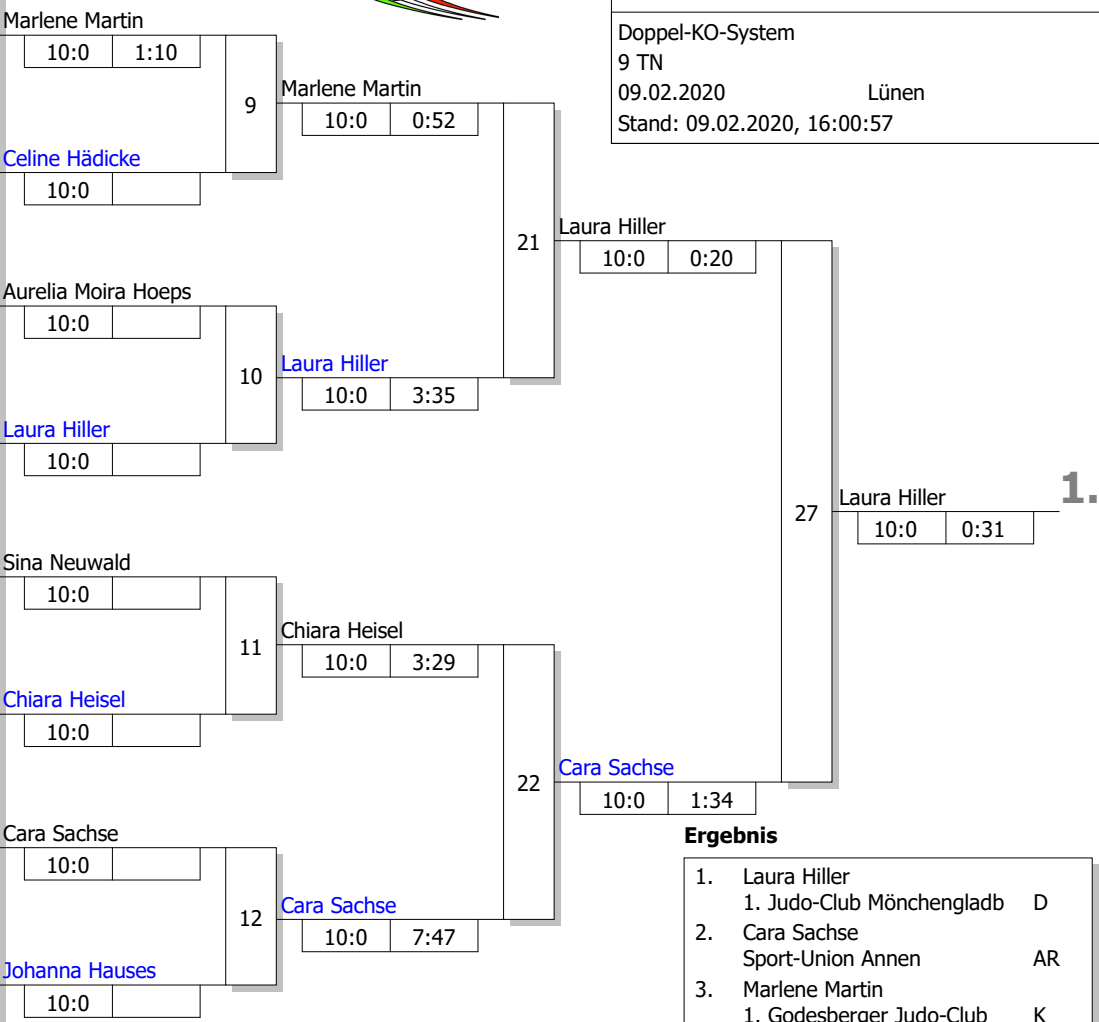 Doppel-KO-System
9 TN
09.02.2020 Lünen
Stand: 09.02.2020, 16:00:57
Marlene Martin
10:0 1:10
9
Celine Hädicke
10:0
Marlene Martin
10:0 0:52
Aurelia Moira Hoeps
10:0
10
Laura Hiller
10:0
Laura Hiller
10:0 3:35
21
Laura Hiller
10:0 0:20
Sina Neuwald
10:0
11
Chiara Heisel
10:0
Chiara Heisel
10:0 3:29
Cara Sachse
10:0
12
Johanna Hauses
10:0
Cara Sachse
10:0 7:47
22
Cara Sachse
10:0 1:34
27
Laura Hiller
10:0 0:31
1.
Ergebnis
1. Laura Hiller
1. Judo-Club Mönchengladb D
2. Cara Sachse
Sport-Union Annen AR
3. Marlene Martin
1. Godesberger Judo-Club K